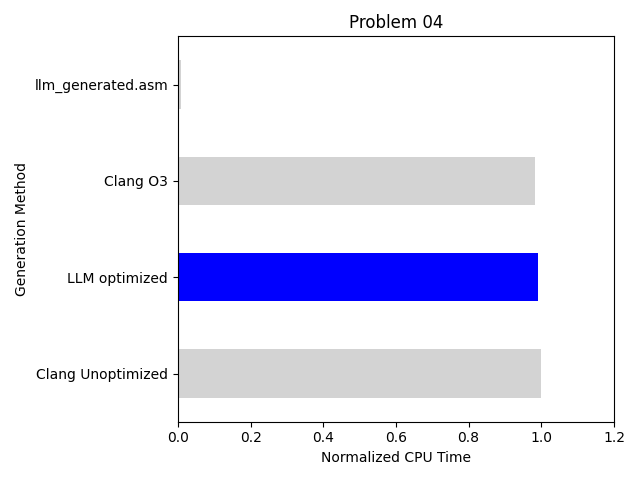 Problem 04
Generation Method
llm_generated.asm
Clang O3
LLM optimized
Clang Unoptimized
0.0 0.2 0.4 0.6 0.8 1.0 1.2
Normalized CPU Time